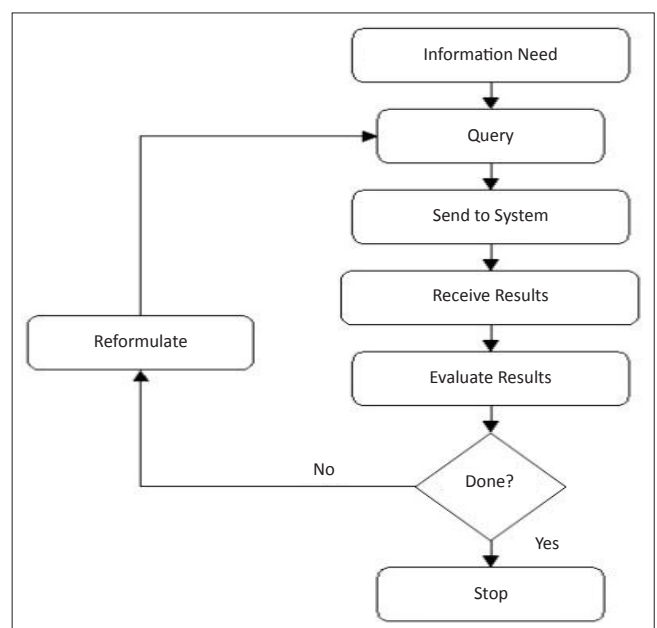 Information Need
Query
Send to System
Receive Results
Reformulate
Evaluate Results
No
Done?
Yes
Stop